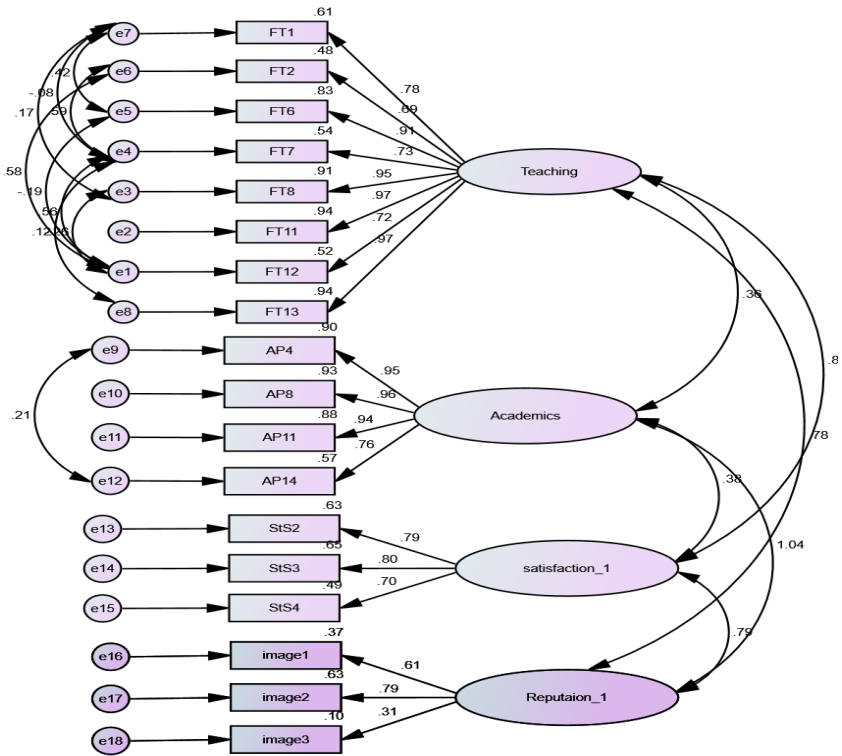 .61
e7
FT1
.48
.42
.78
e6
FT2
.83
-.08
.69
.17
.59
e5
FT6
.91
.54
e4
FT7
.73
.91
.58
e3
FT8
.95
.94
-.19
.97
Teaching
.56
e2
FT11
.72
.52
.12
e1
FT12
.97
.94
e8
FT13
.90
.36
e9
AP4
.95
.93
.8
e10
AP8
.96
.88
.21
.94
Academics
e11
AP11
.76
.78
.57
e12
AP14
.38
.63
e13
StS2
.79
.65
1.04
e14
StS3
.80
satisfaction_1
.49
e15
StS4
.70
.37
.79
e16
image1
.61
.63
e17
image2
.79
Reputaion_1
.10
.31
e18
image3